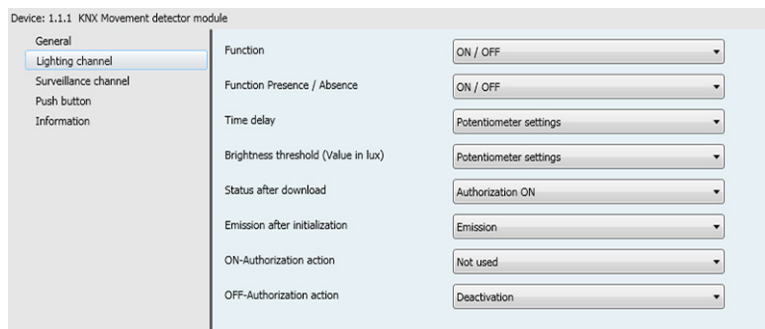 Device: 1.1.1 KNX Movement detector module
General
Lighting channel
Surveillance channel
Push button
Information
Function ON / OFF
Function Presence / Absence ON / OFF
Time delay Potentiometer settings
Brightness threshold (Value in lux) Potentiometer settings
Status after download Authorization ON
Emission after initialization Emission
ON-Authorization action Not used
OFF-Authorization action Deactivation